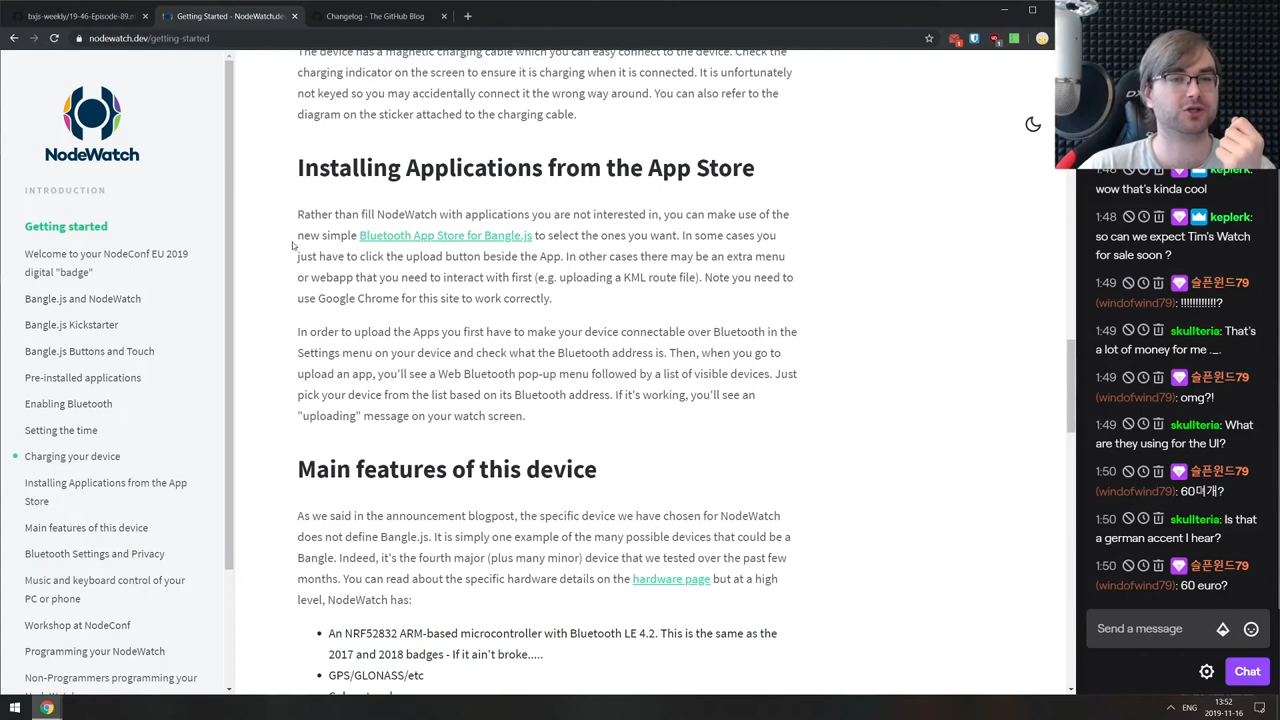 bxjs-weekly/19-46-Episode-89.m
Getting Started - NodeWatch.dev
Changelog - The GitHub Blog
nodewatch.dev/getting-started
NodeWatch
INTRODUCTION
Getting started
Welcome to your NodeConf EU 2019
digital "badge"
Bangle.js and NodeWatch
Bangle.js Kickstarter
Bangle.js Buttons and Touch
Pre-installed applications
Enabling Bluetooth
Setting the time
Charging your device
Installing Applications from the App
Store
Main features of this device
Bluetooth Settings and Privacy
Music and keyboard control of your
PC or phone
Workshop at NodeConf
Programming your NodeWatch
Non-Programmers programming your
The device has a magnetic charging cable which you can easy connect to the device. Check the
charging indicator on the screen to ensure it is charging when it is connected. It is unfortunately
not keyed so you may accidentally connect it the wrong way around. You can also refer to the
diagram on the sticker attached to the charging cable.
Installing Applications from the App Store
Rather than fill NodeWatch with applications you are not interested in, you can make use of the
new simple Bluetooth App Store for Bangle.js to select the ones you want. In some cases you
just have to click the upload button beside the App. In other cases there may be an extra menu
or webapp that you need to interact with first (e.g. uploading a KML route file). Note you need to
use Google Chrome for this site to work correctly.
In order to upload the Apps you first have to make your device connectable over Bluetooth in the
Settings menu on your device and check what the Bluetooth address is. Then, when you go to
upload an app, you'll see a Web Bluetooth pop-up menu followed by a list of visible devices. Just
pick your device from the list based on its Bluetooth address. If it's working, you'll see an
"uploading" message on your watch screen.
Main features of this device
As we said in the announcement blogpost, the specific device we have chosen for NodeWatch
does not define Bangle.js. It is simply one example of the many possible devices that could be a
Bangle. Indeed, it's the fourth major (plus many minor) device that we tested over the past few
months. You can read about the specific hardware details on the hardware page but at a high
level, NodeWatch has:
An NRF52832 ARM-based microcontroller with Bluetooth LE 4.2. This is the same as the
2017 and 2018 badges - If it ain't broke.....
GPS/GLONASS/etc
1:48 keplerk:
wow that's kinda cool
1:48 keplerk:
so can we expect Tim's Watch
for sale soon ?
1:49 슬픈윈드79
(windofwind79): !!!!!!!!!!!!?
1:49 skullteria: That's
a lot of money for me ._.
1:49 슬픈윈드79
(windofwind79): omg?!
1:49 skullteria: What
are they using for the UI?
1:50 슬픈윈드79
(windofwind79): 60며개?
1:50 skullteria: Is that
a german accent I hear?
1:50 슬픈윈드79
(windofwind79): 60 euro?
Send a message
Chat
ENG
13:52
2019-11-16